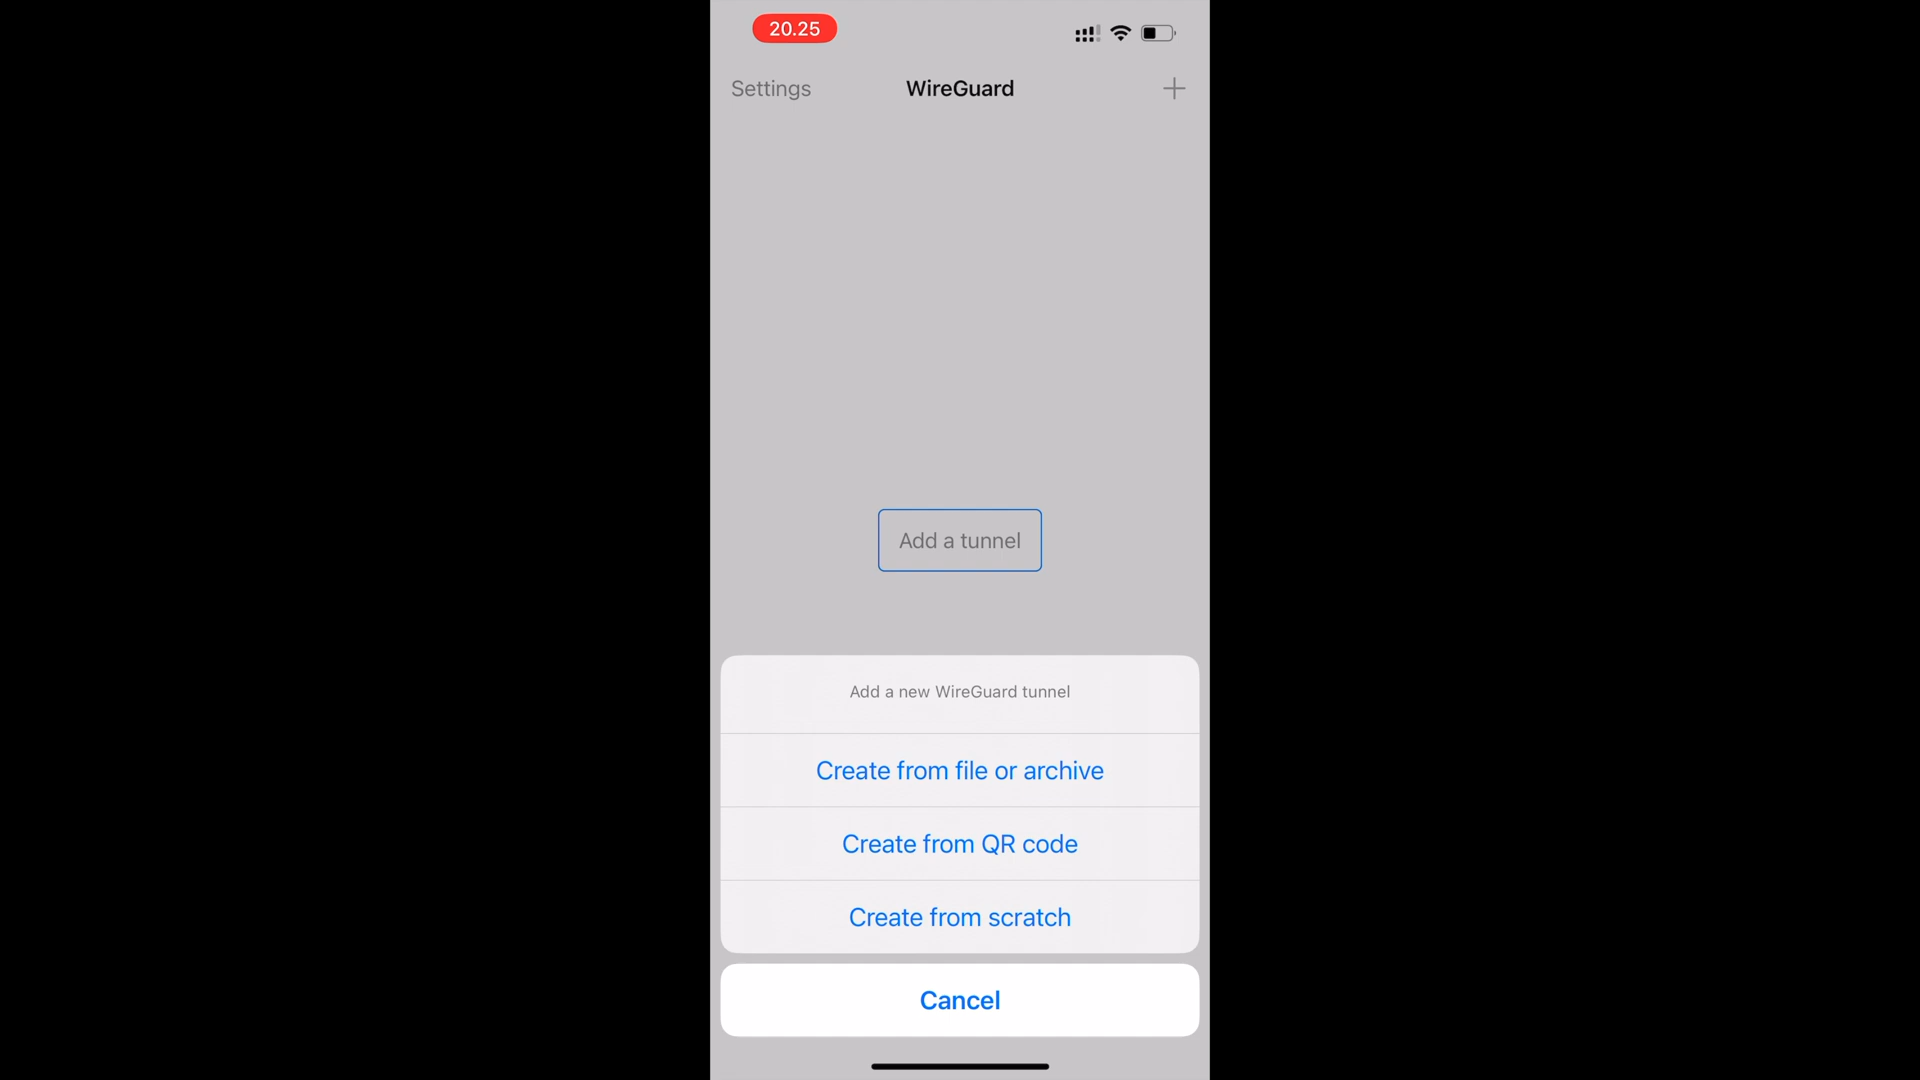 20.25
Settings
WireGuard
Add a tunnel
Add a new WireGuard tunnel
Create from file or archive
Create from QR code
Create from scratch
Cancel